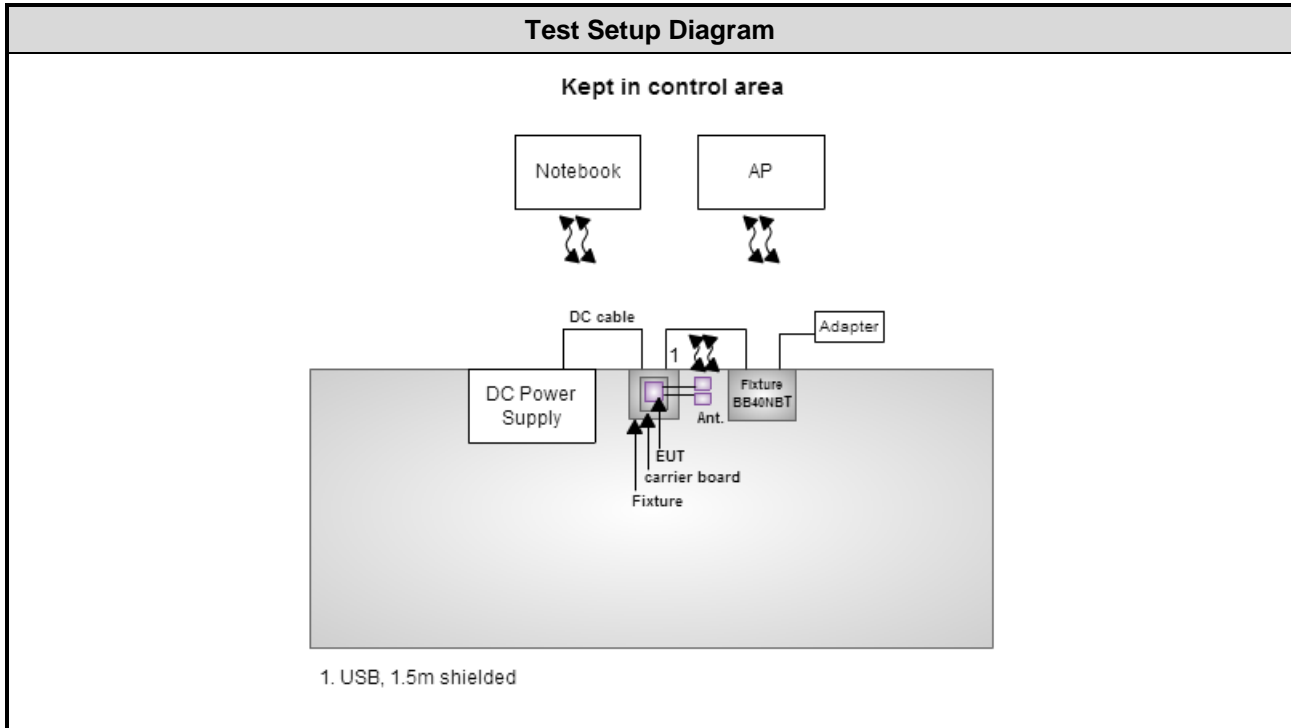 Test Setup Diagram
Kept in control area
Notebook
AP
DC cable
1
Adapter
DC Power
Supply
Fixture
BB40NBT
Ant.
EUT
carrier board
Fixture
1. USB, 1.5m shielded